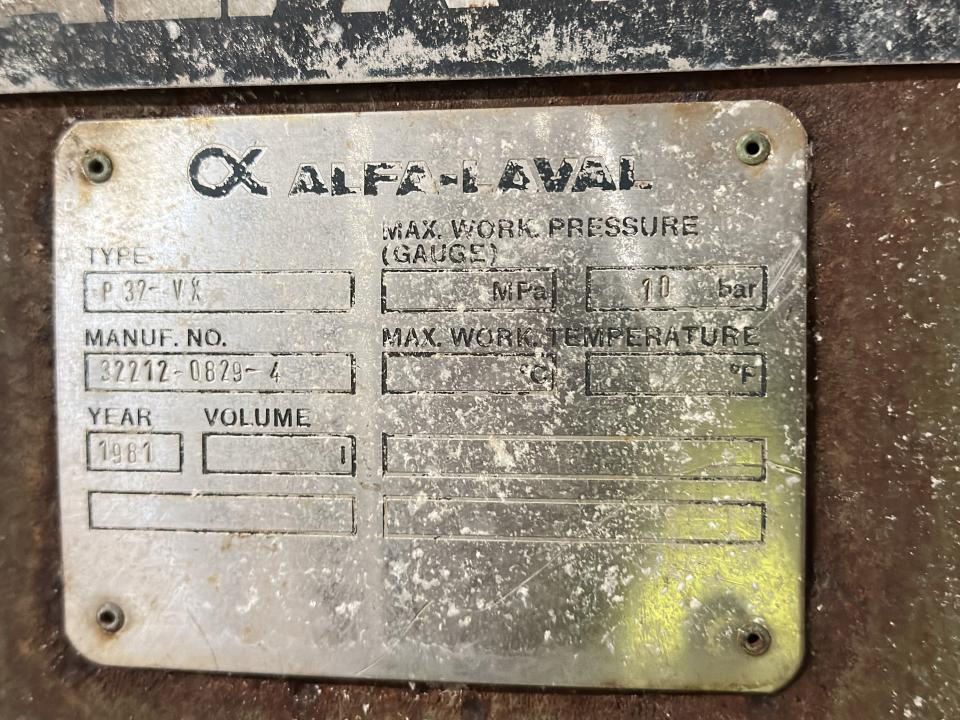 ALFA-LAVAL
TYPE
P 32-VX
MANUF. NO.
32212-0829-4
YEAR
1981
VOLUME
l
MAX. WORK. PRESSURE
(GAUGE)
MPa
10 bar
MAX. WORK. TEMPERATURE
°C
°F